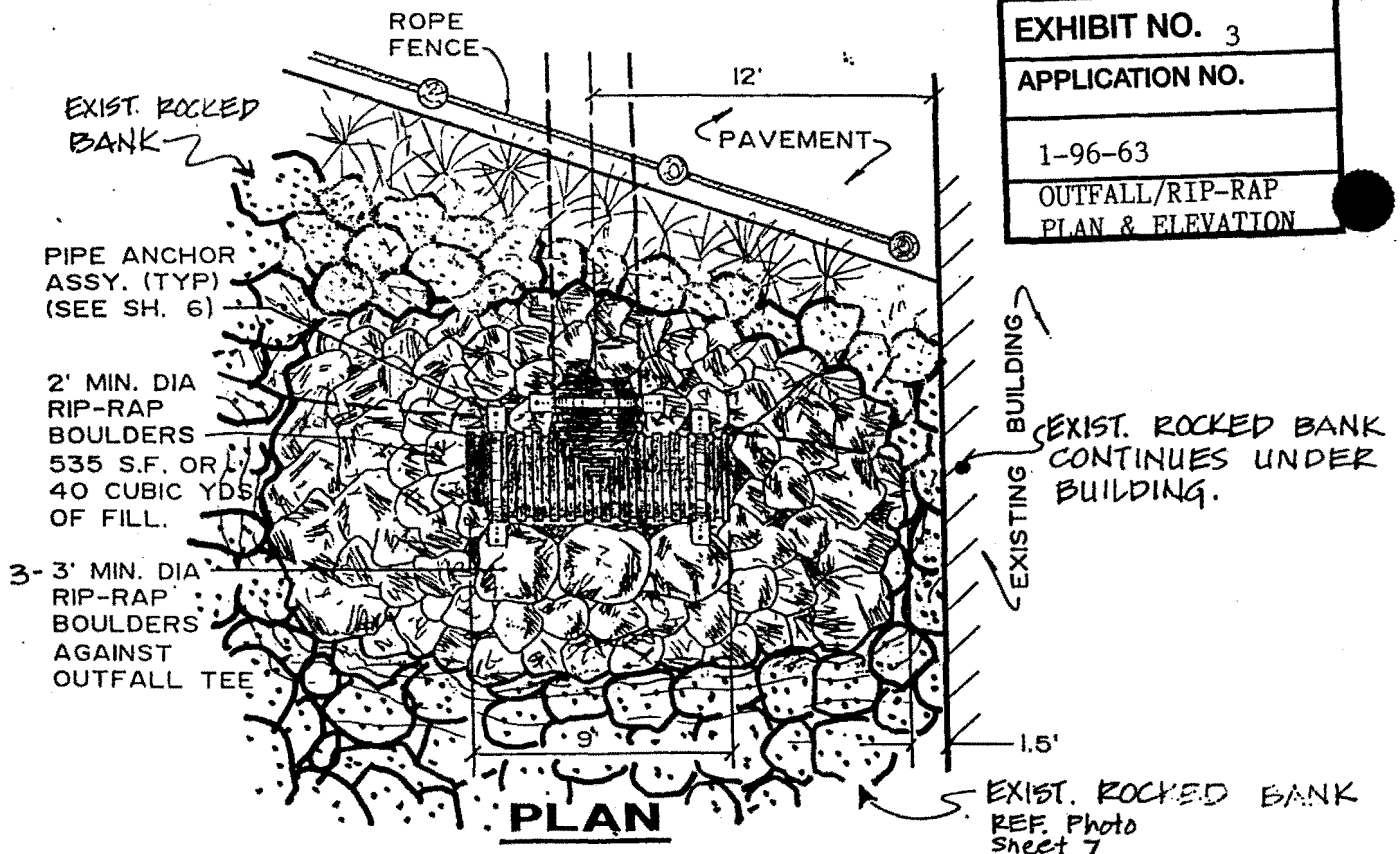 ROPE
FENCE
EXHIBIT NO. 3
APPLICATION NO.
1-96-63
OUTFALL/RIP-RAP
PLAN & ELEVATION
12'
EXIST. ROCKED
BANK
PAVEMENT
PIPE ANCHOR
ASSY. (TYP)
(SEE SH. 6)
2' MIN. DIA
RIP-RAP
BOULDERS
535 S.F. OR
40 CUBIC YDS
OF FILL.
3- 3' MIN. DIA
RIP-RAP
BOULDERS
AGAINST
OUTFALL TEE
EXISTING BUILDING
EXIST. ROCKED BANK
CONTINUES UNDER
BUILDING.
9'
1.5'
PLAN
EXIST. ROCKED BANK
REF. Photo
Sheet 7